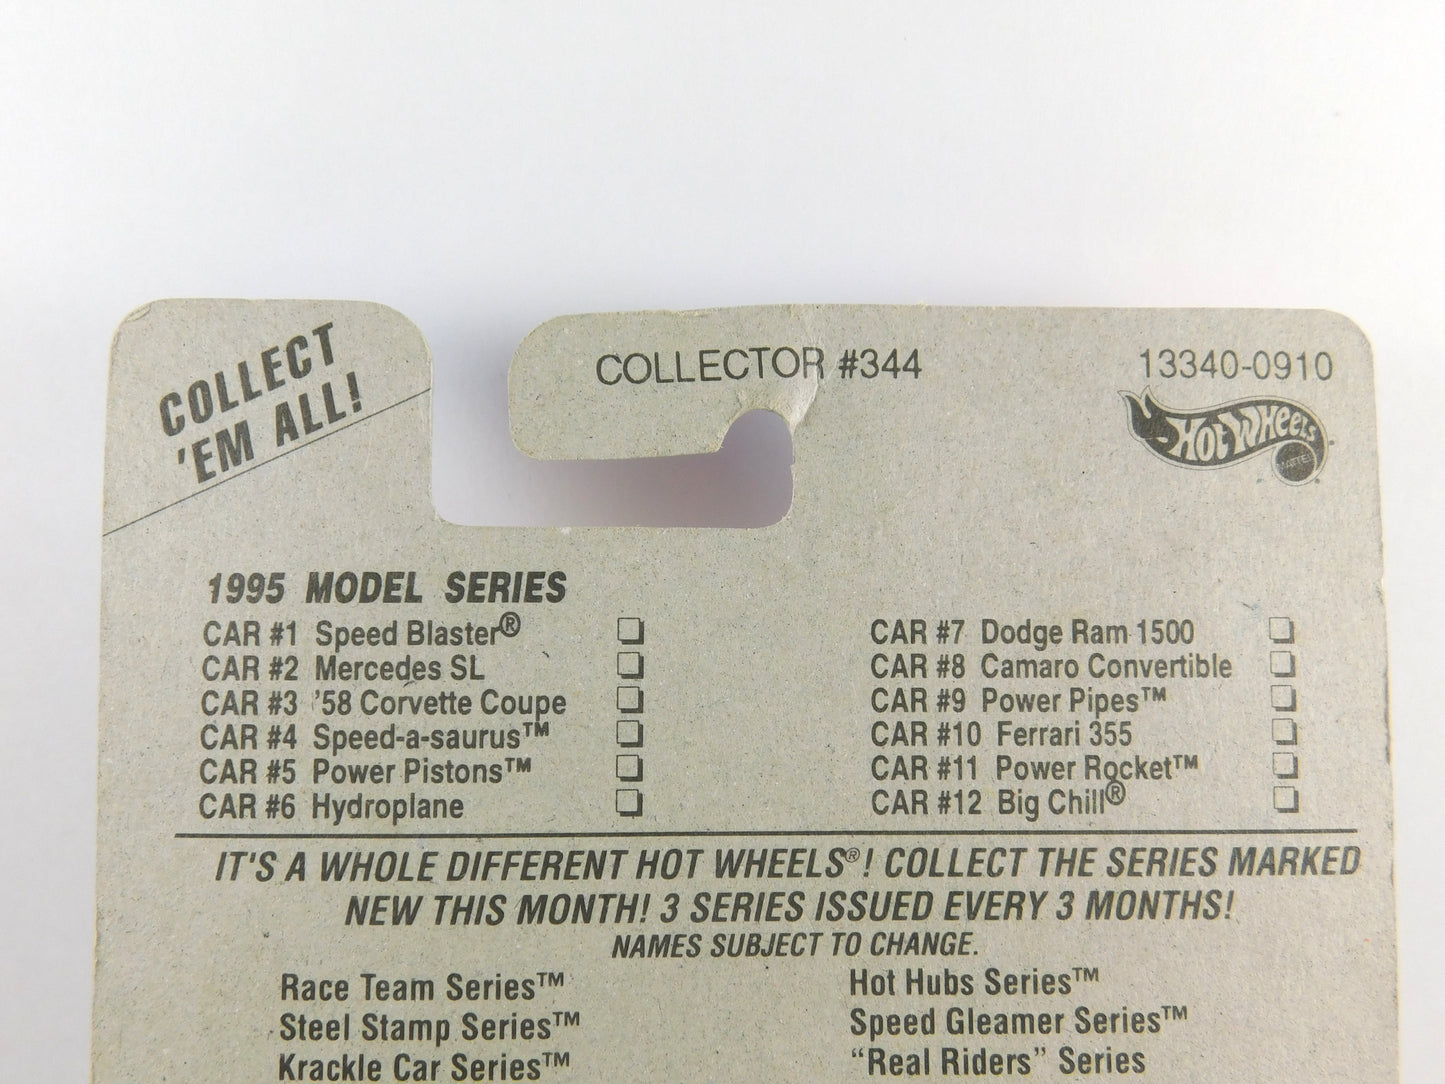 COLLECT
'EM ALL!
COLLECTOR #344
13340-0910
HOT WHEELS
MATTEL
1995 MODEL SERIES
CAR #1 Speed Blaster®
CAR #2 Mercedes SL
CAR #3 '58 Corvette Coupe
CAR #4 Speed-a-saurus™
CAR #5 Power Pistons™
CAR #6 Hydroplane
CAR #7 Dodge Ram 1500
CAR #8 Camaro Convertible
CAR #9 Power Pipes™
CAR #10 Ferrari 355
CAR #11 Power Rocket™
CAR #12 Big Chill®
IT'S A WHOLE DIFFERENT HOT WHEELS®! COLLECT THE SERIES MARKED
NEW THIS MONTH! 3 SERIES ISSUED EVERY 3 MONTHS!
NAMES SUBJECT TO CHANGE.
Race Team Series™
Steel Stamp Series™
Krackle Car Series™
Hot Hubs Series™
Speed Gleamer Series™
“Real Riders” Series